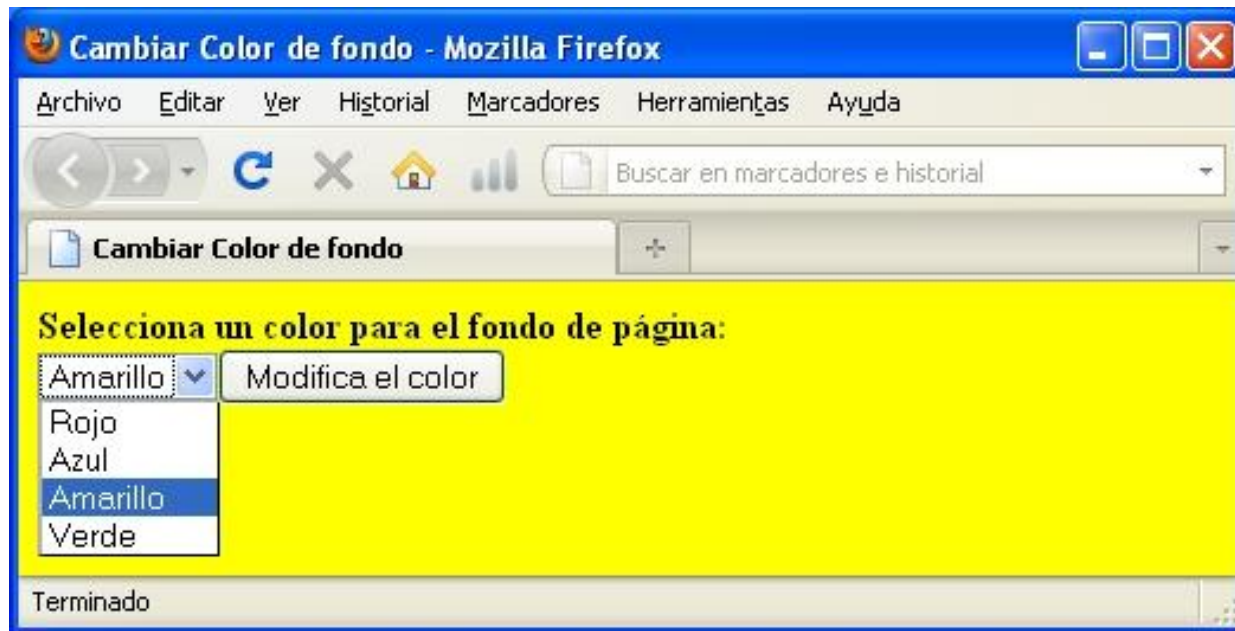 Cambiar Color de fondo - Mozilla Firefox
Archivo Editar Ver Historial Marcadores Herramientas Ayuda
Buscar en marcadores e historial
Cambiar Color de fondo
Selecciona un color para el fondo de página:
Amarillo Modifica el color
Rojo
Azul
Amarillo
Verde
Terminado